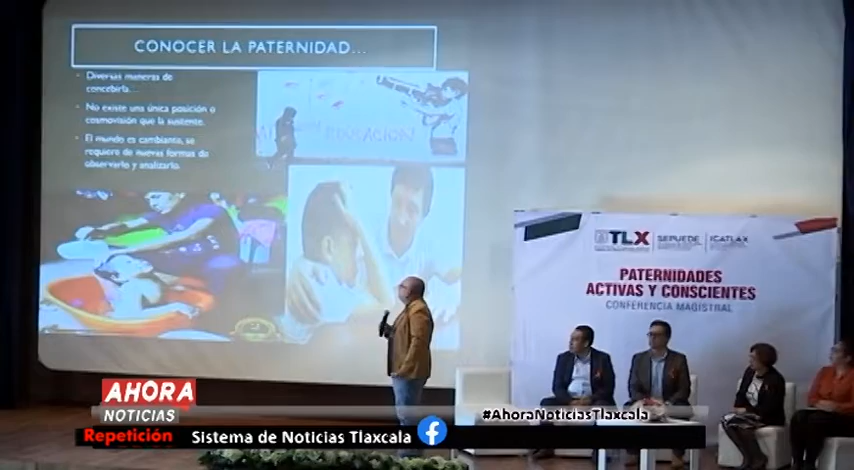 CONOCER LA PATERNIDAD...
• Diversas maneras de
concebirla...
• No existe una única posición o
cosmovisión que la sustente.
• El mundo es cambiante, se
requiere de nuevas formas de
observarlo y analizarlo.
EDUCACION
TLX
SEPUEDE
ICATLAX
PATERNIDADES
ACTIVAS Y CONSCIENTES
CONFERENCIA MAGISTRAL
AHORA
NOTICIAS
#AhoraNoticiasTlaxcala
Repetición
Sistema de Noticias Tlaxcala